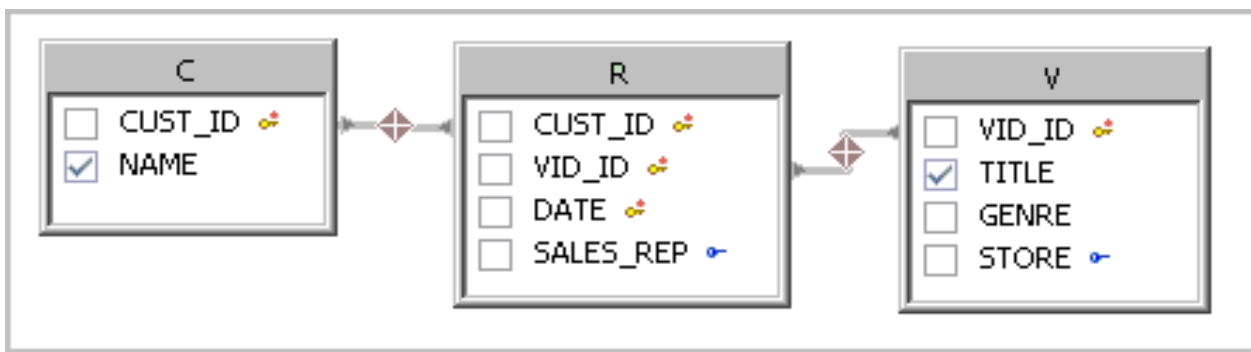 C
CUST_ID
NAME
R
CUST_ID
VID_ID
DATE
SALES_REP
V
VID_ID
TITLE
GENRE
STORE